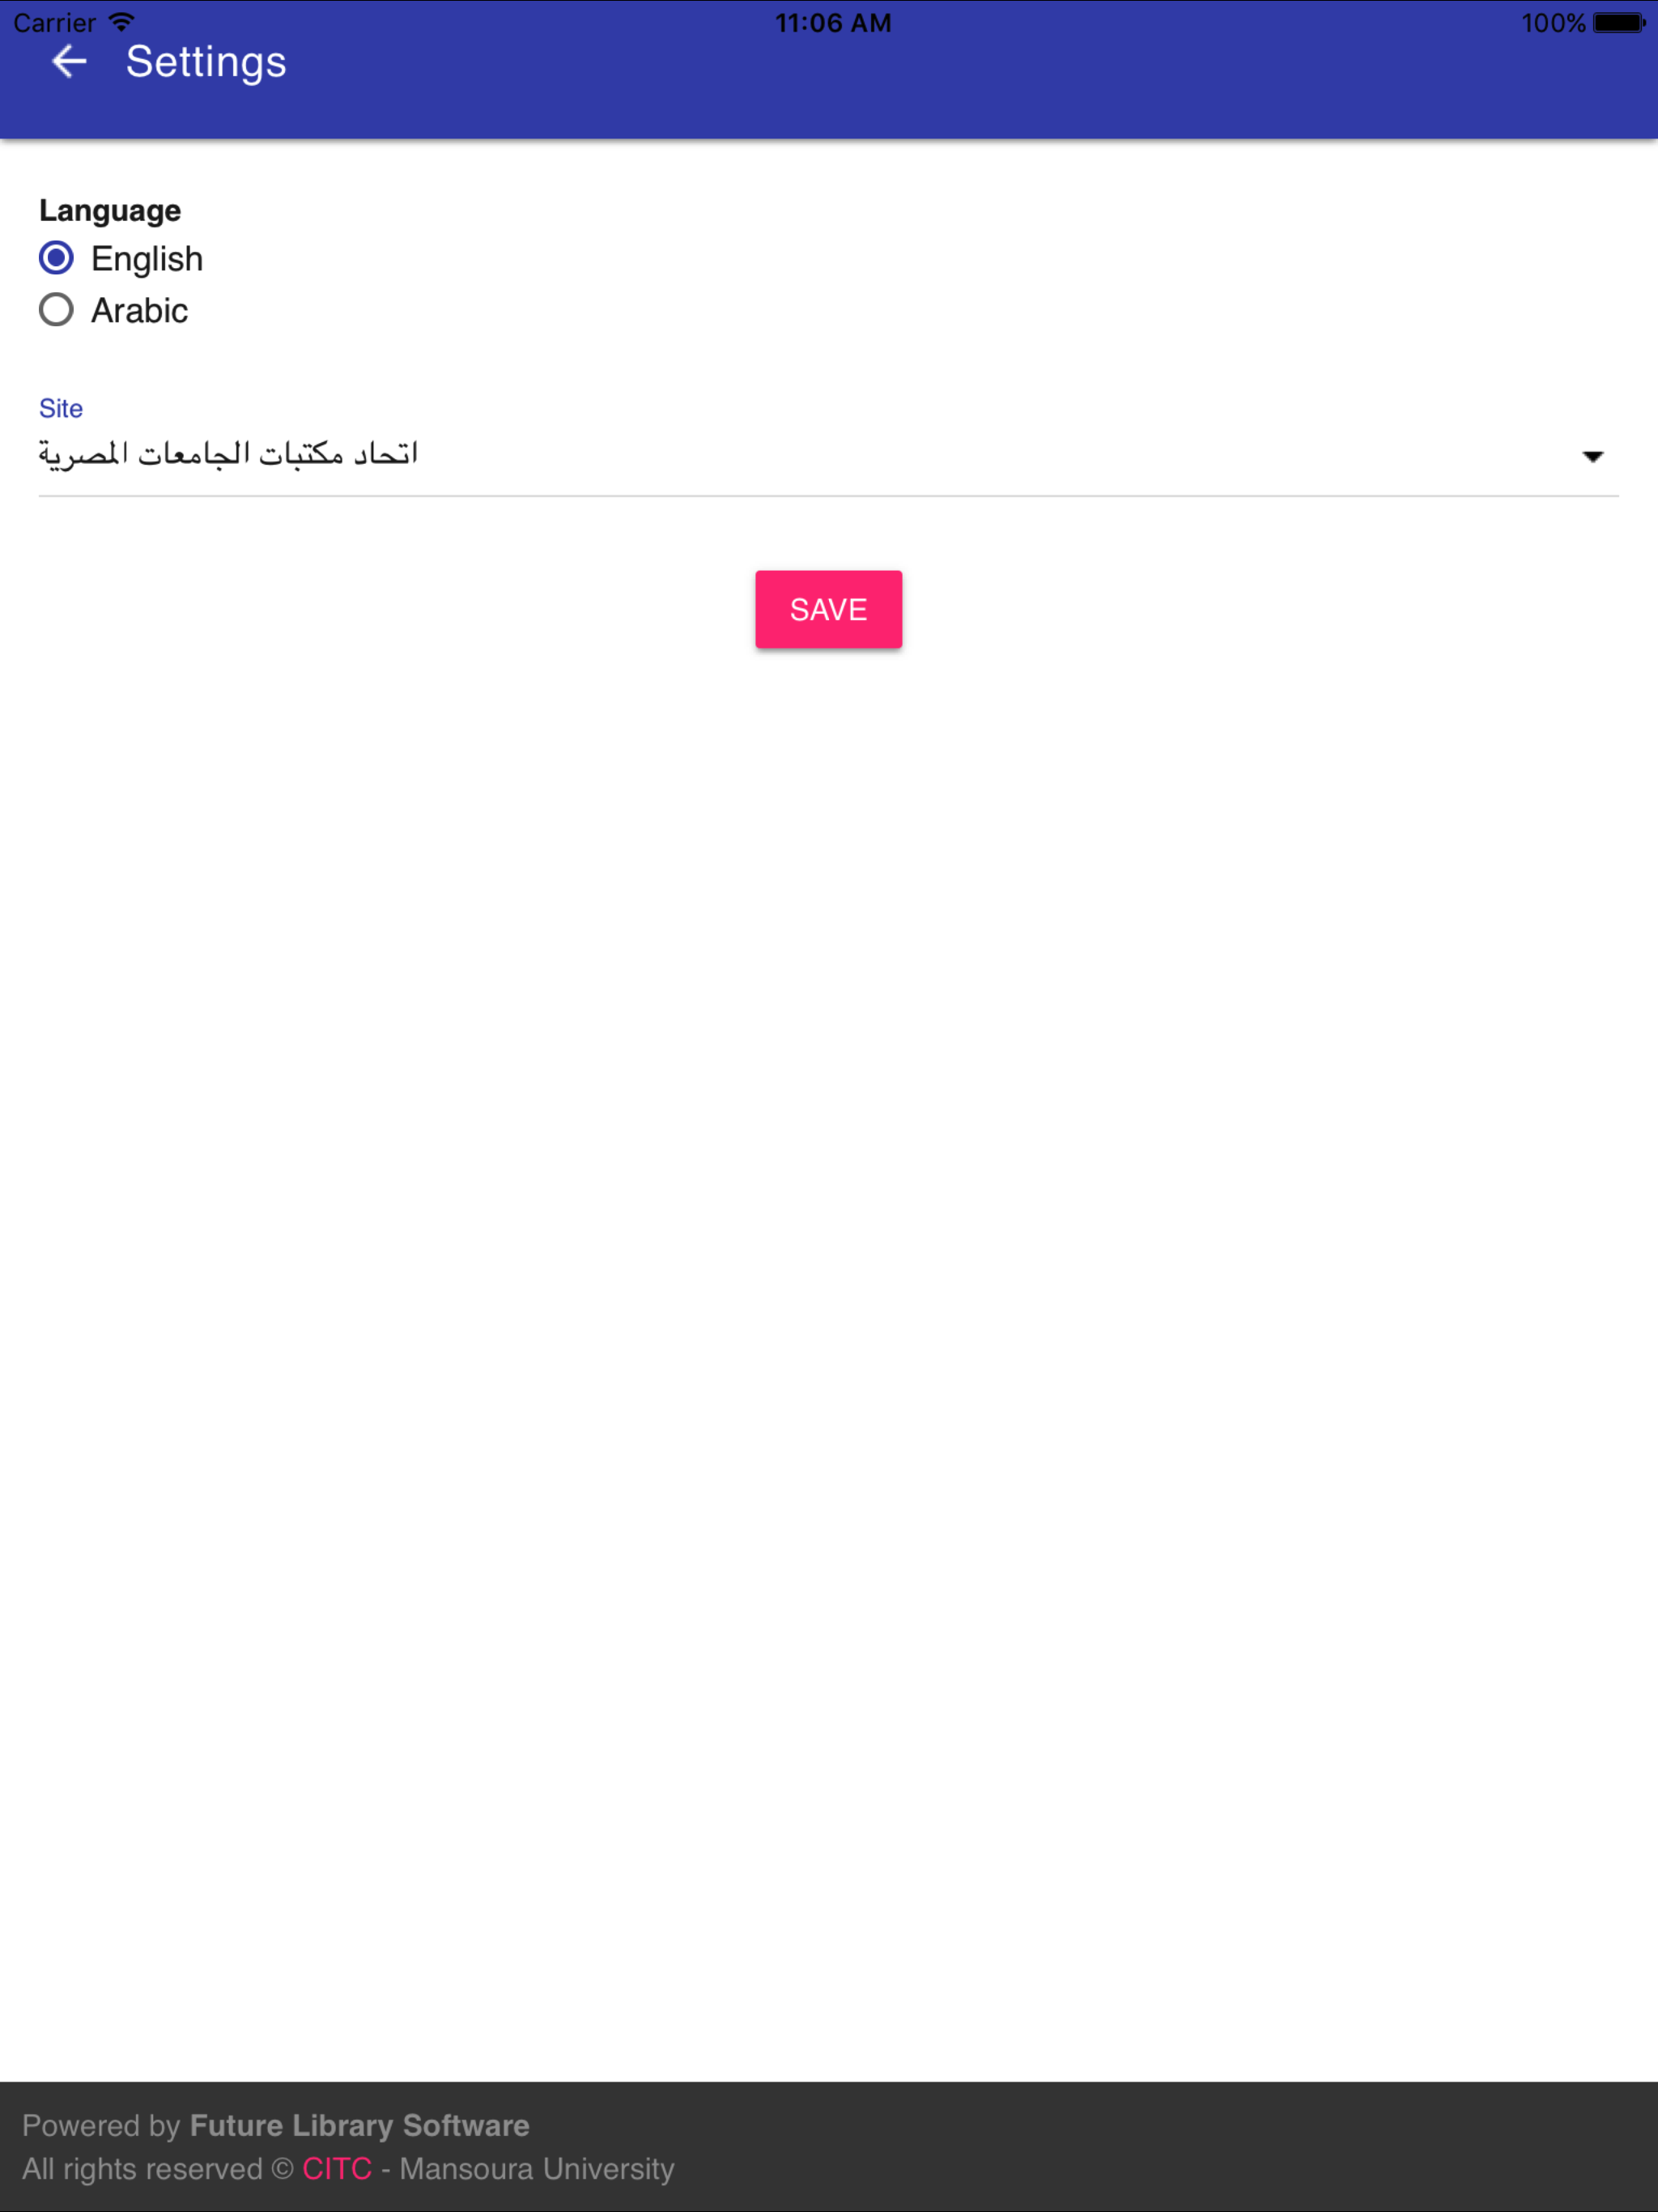 Carrier 11:06 AM 100%
Settings
Language
English
Arabic
Site
اتحاد مكتبات الجامعات المصرية
SAVE
Powered by Future Library Software
All rights reserved © CITC - Mansoura University